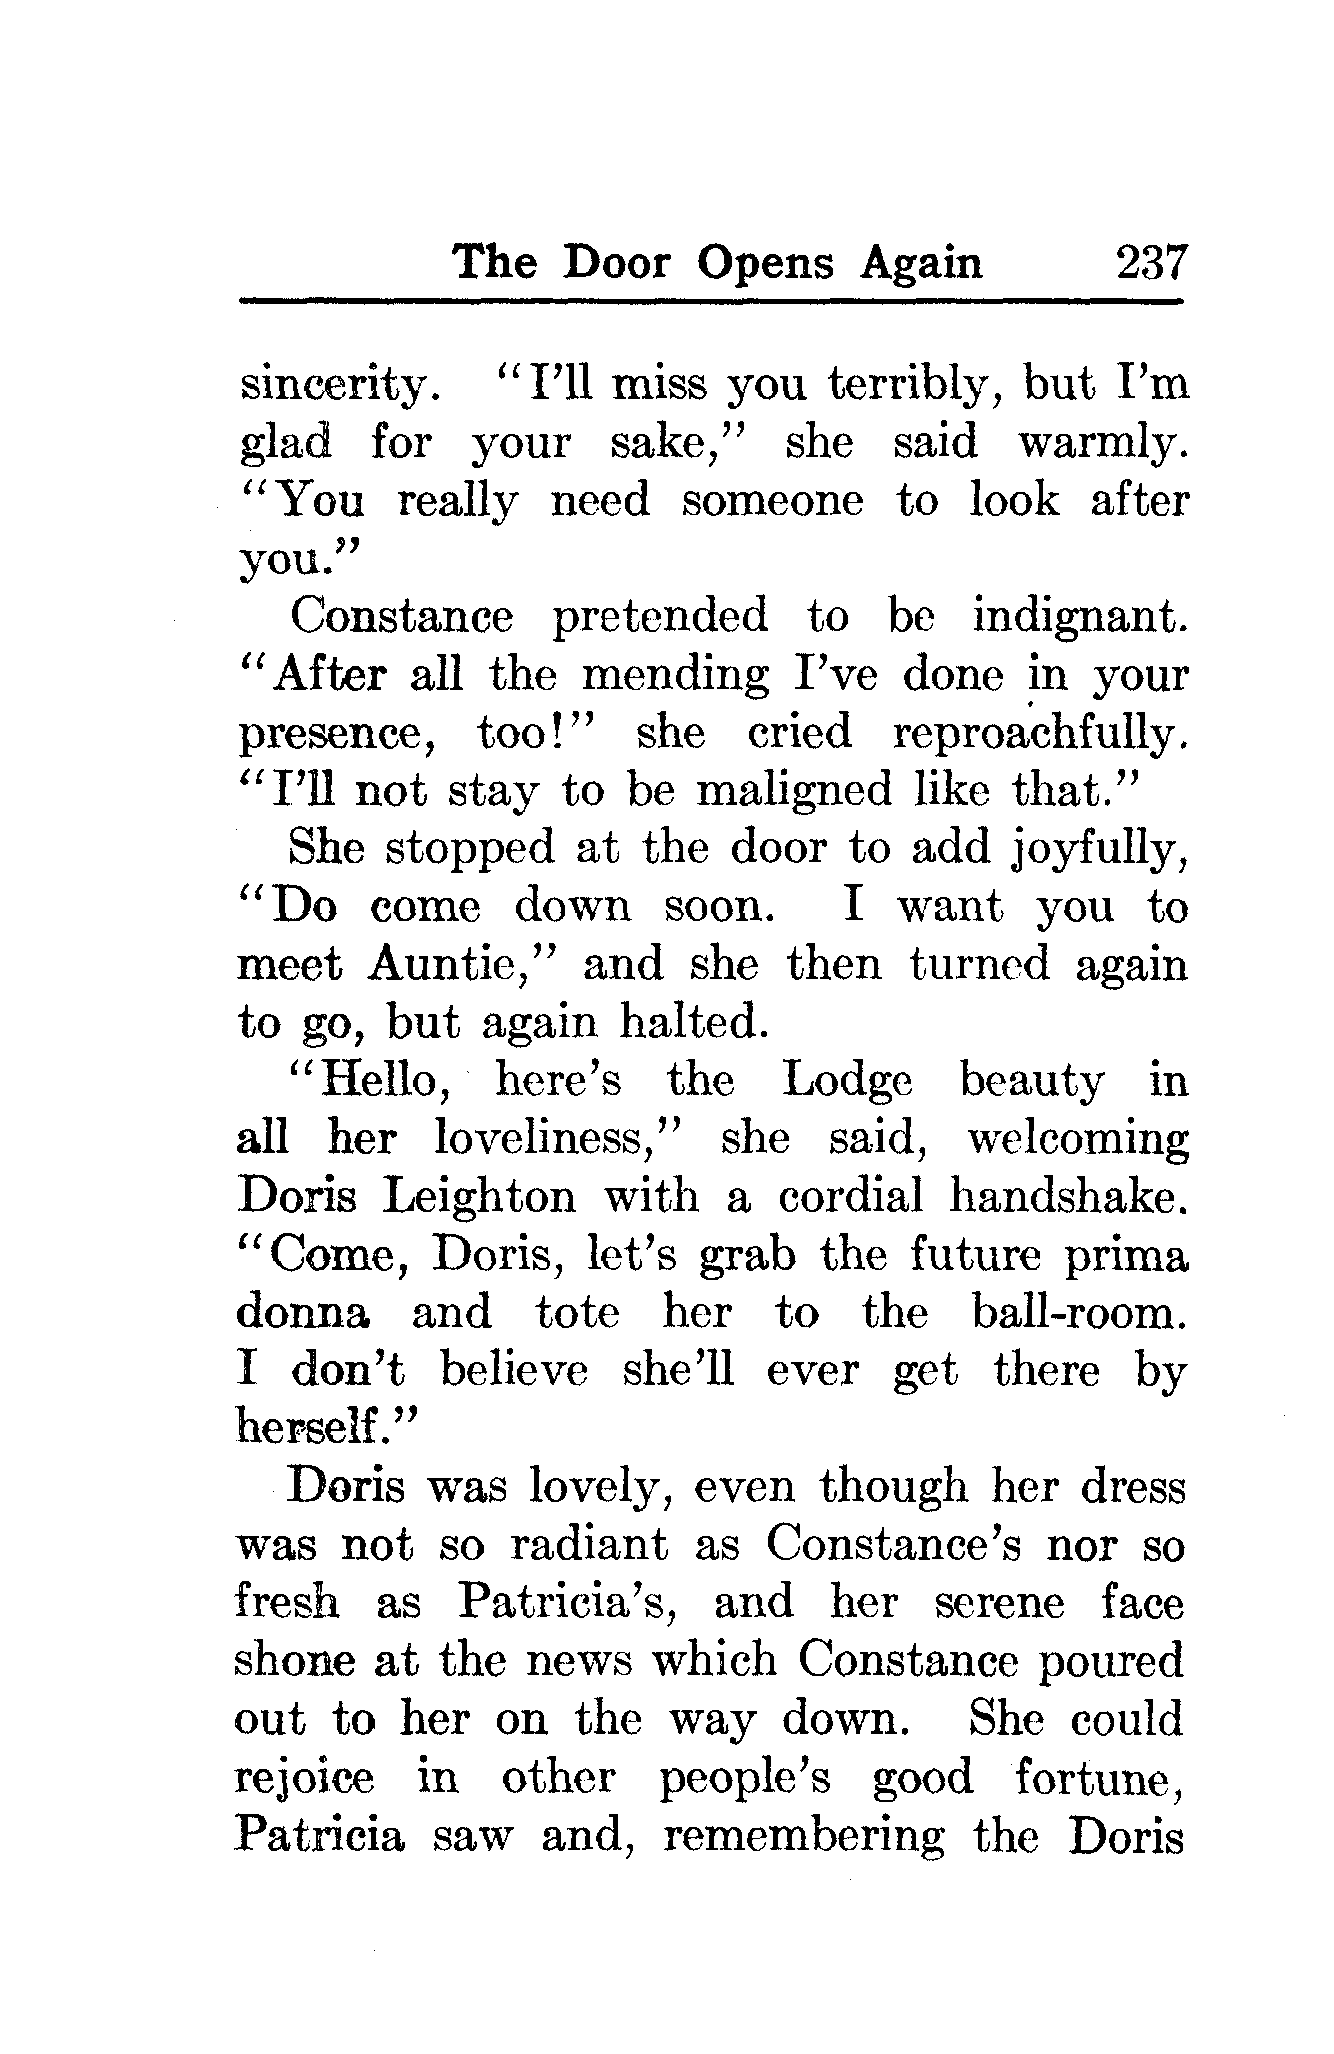 The Door Opens Again 237
sincerity. "I'll miss you terribly, but I'm
glad for your sake," she said warmly.
"You really need someone to look after
you."
Constance pretended to be indignant.
"After all the mending I've done in your
presence, too!" she cried reproachfully.
"I'll not stay to be maligned like that."
She stopped at the door to add joyfully,
"Do come down soon. I want you to
meet Auntie," and she then turned again
to go, but again halted.
"Hello, here's the Lodge beauty in
all her loveliness," she said, welcoming
Doris Leighton with a cordial handshake.
"Come, Doris, let's grab the future prima
donna and tote her to the ball-room.
I don't believe she'll ever get there by
herself."
Doris was lovely, even though her dress
was not so radiant as Constance's nor so
fresh as Patricia's, and her serene face
shone at the news which Constance poured
out to her on the way down. She could
rejoice in other people's good fortune,
Patricia saw and, remembering the Doris